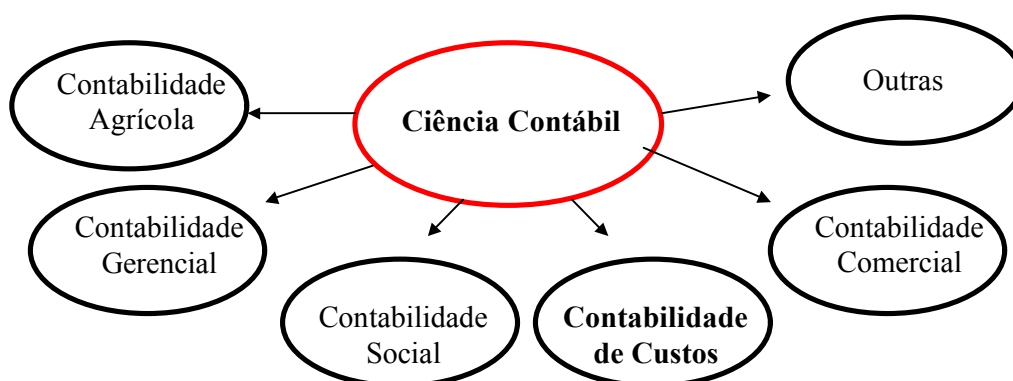 Contabilidade
Agrícola
Ciência Contábil
Outras
Contabilidade
Gerencial
Contabilidade
Social
Contabilidade
de Custos
Contabilidade
Comercial